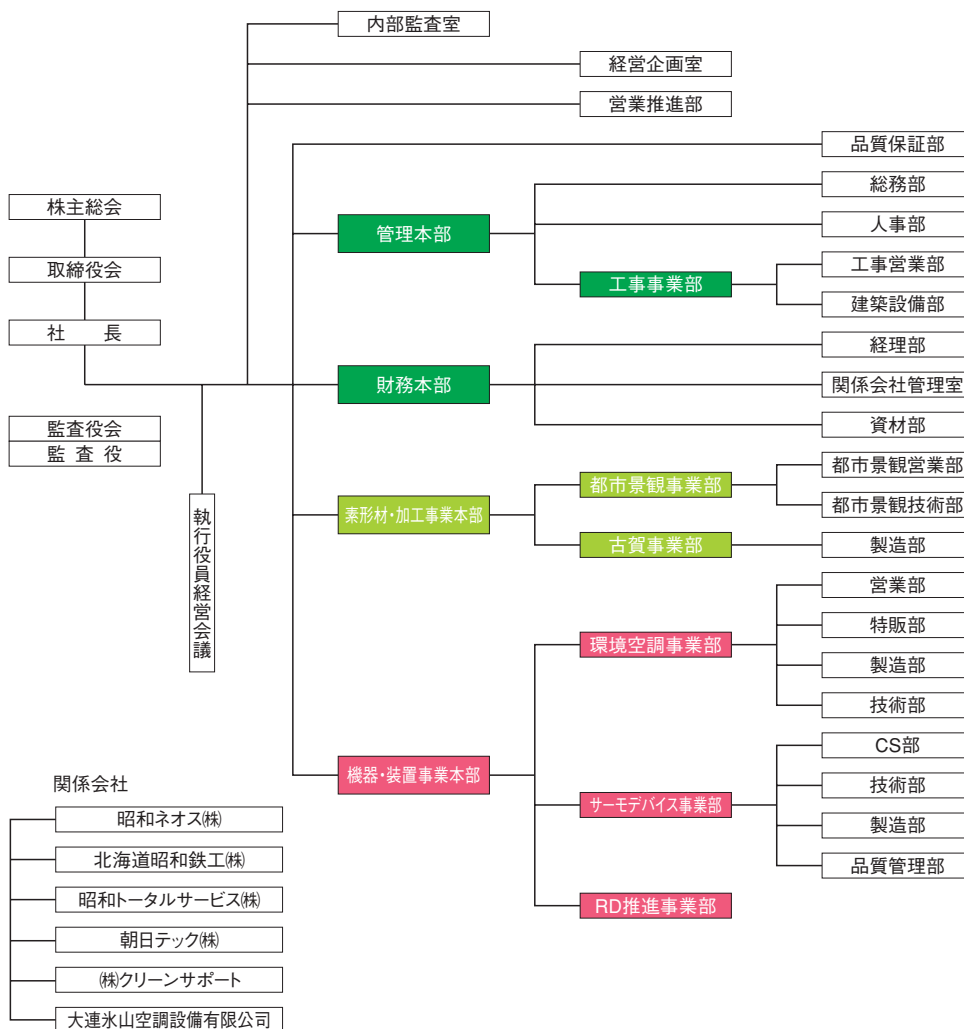 内部監査室
経営企画室
営業推進部
品質保証部
株主総会
取締役会
社　　長
監査役会
監 査 役
執行役員経営会議
管理本部
総務部
人事部
工事事業部
工事営業部
建築設備部
財務本部
経理部
関係会社管理室
資材部
素形材・加工事業本部
都市景観事業部
都市景観営業部
都市景観技術部
古賀事業部
製造部
機器・装置事業本部
環境空調事業部
営業部
特販部
製造部
技術部
サーモデバイス事業部
CS部
技術部
製造部
品質管理部
RD推進事業部
関係会社
昭和ネオス㈱
北海道昭和鉄工㈱
昭和トータルサービス㈱
朝日テック㈱
㈱クリーンサポート
大連氷山空調設備有限公司